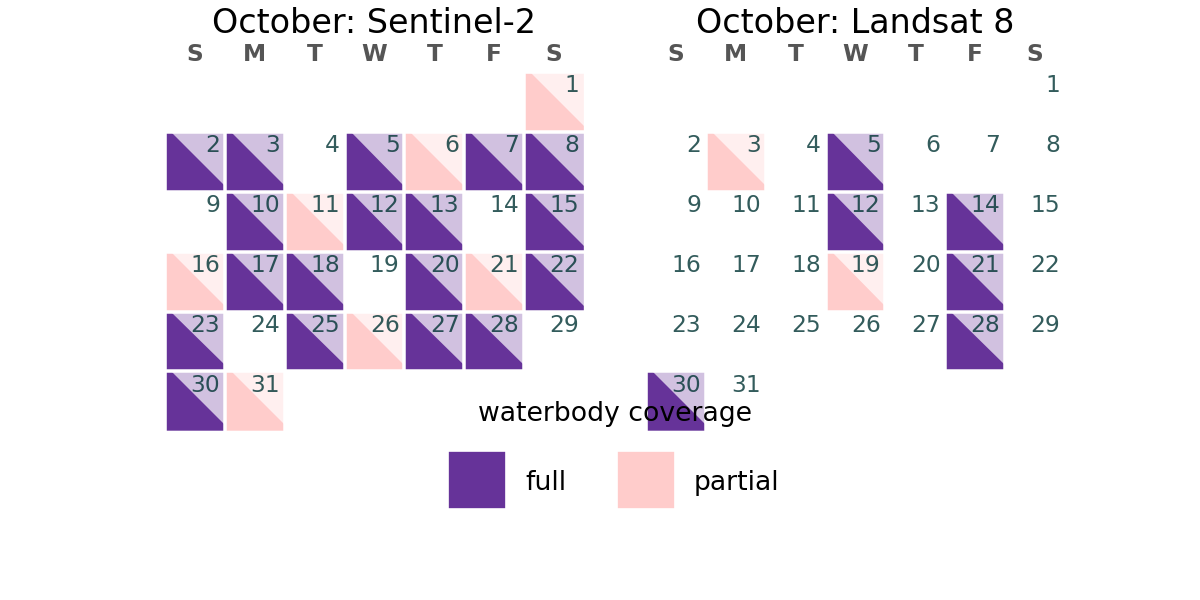 October: Sentinel-2
S M T W T F S
1
2 3 4 5 6 7 8
9 10 11 12 13 14 15
16 17 18 19 20 21 22
23 24 25 26 27 28 29
30 31
October: Landsat 8
S M T W T F S
1
2 3 4 5 6 7 8
9 10 11 12 13 14 15
16 17 18 19 20 21 22
23 24 25 26 27 28 29
30 31
waterbody coverage
full partial